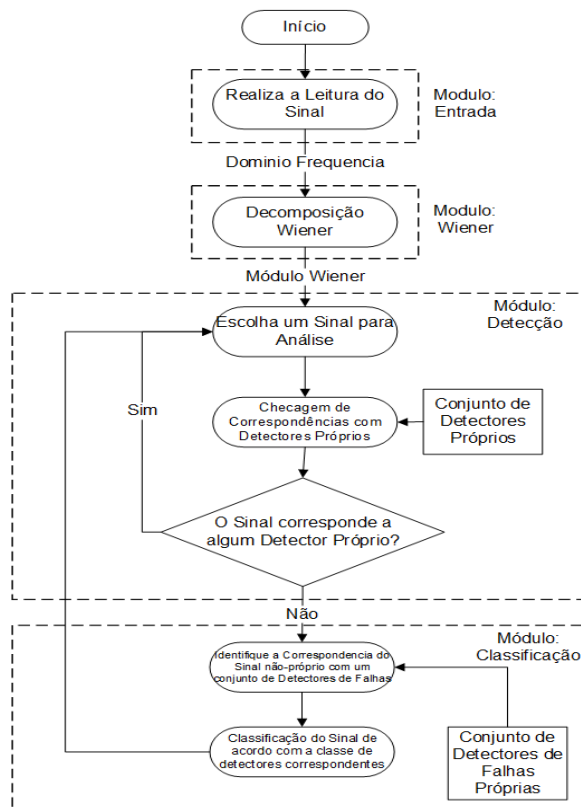 Início
Realiza a Leitura do
Sinal
Modulo:
Entrada
Dominio Frequencia
Decomposição
Wiener
Modulo:
Wiener
Módulo Wiener
Módulo:
Detecção
Escolha um Sinal para
Análise
Sim
Checagem de
Correspondências com
Detectores Próprios
Conjunto de
Detectores
Próprios
O Sinal corresponde a
algum Detector Próprio?
Não
Módulo:
Classificação
Identifique a Correspondencia do
Sinal não-próprio com um
conjunto de Detectores de Falhas
Classificação do Sinal de
acordo com a classe de
detectores correspondentes
Conjunto de
Detectores de
Falhas
Próprias